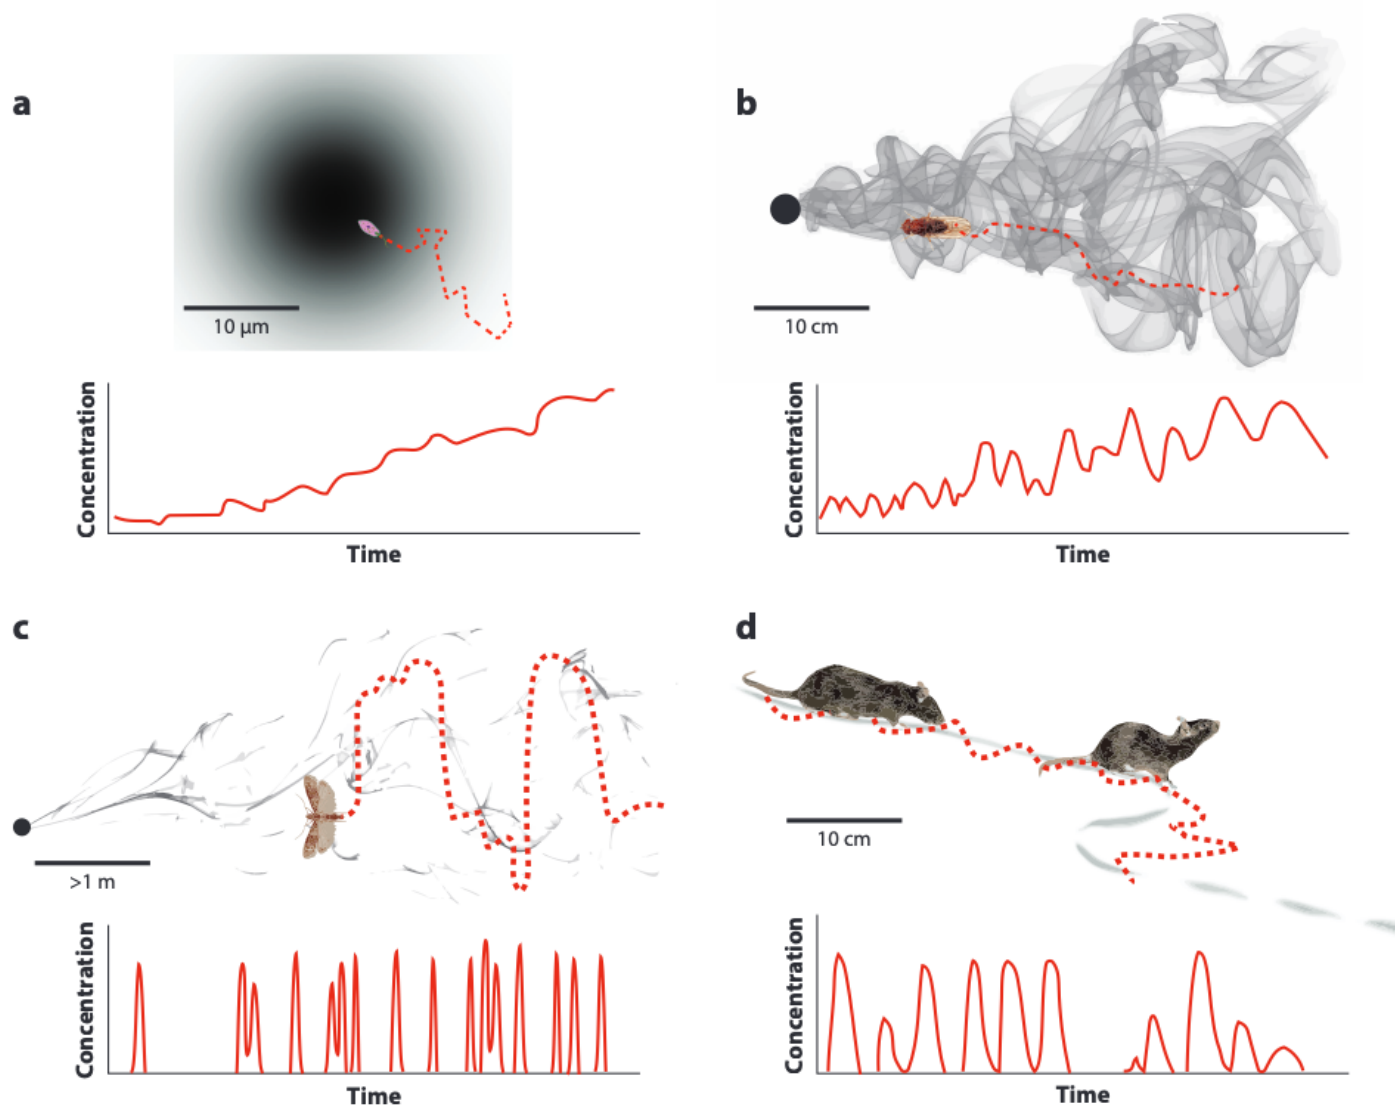 a
10 µm
Concentration
Time
b
10 cm
Concentration
Time
c
>1 m
Concentration
Time
d
10 cm
Concentration
Time